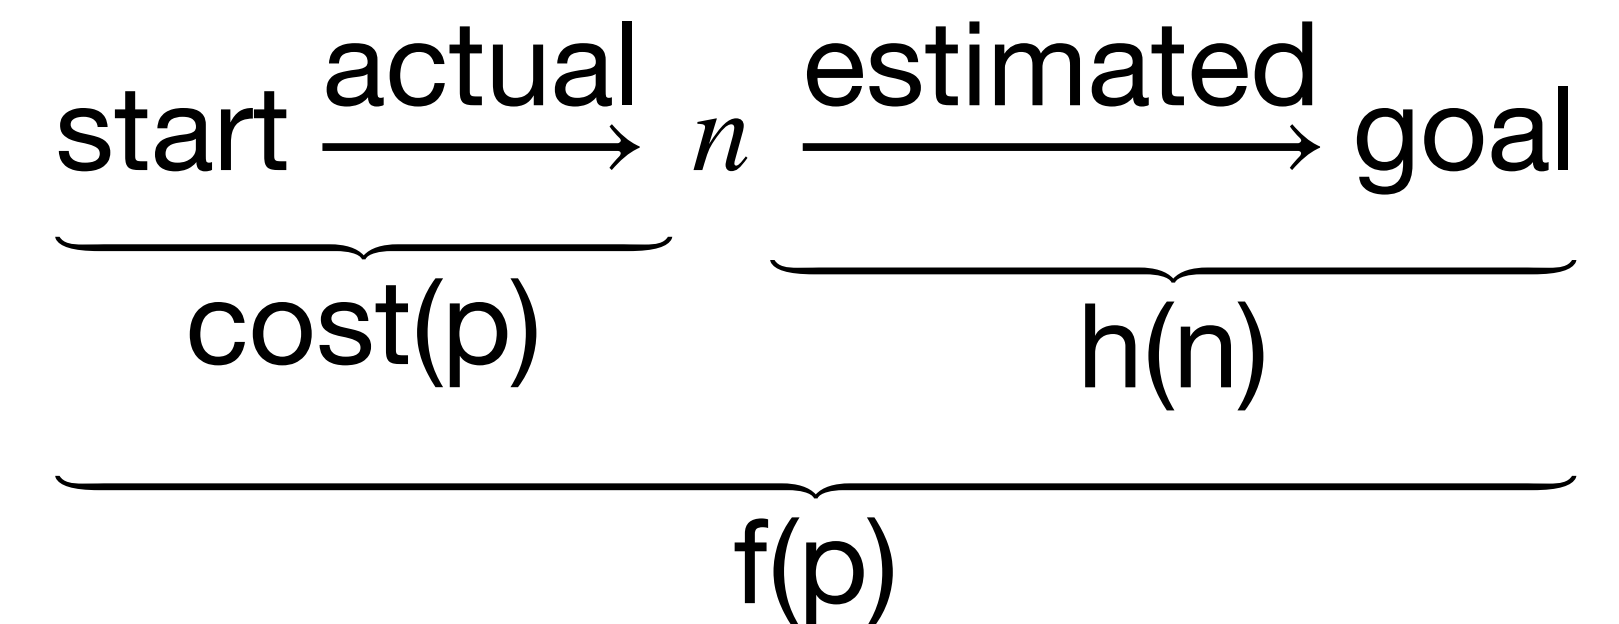 actual estimated
start n goal
cost(p) h(n)
f(p)